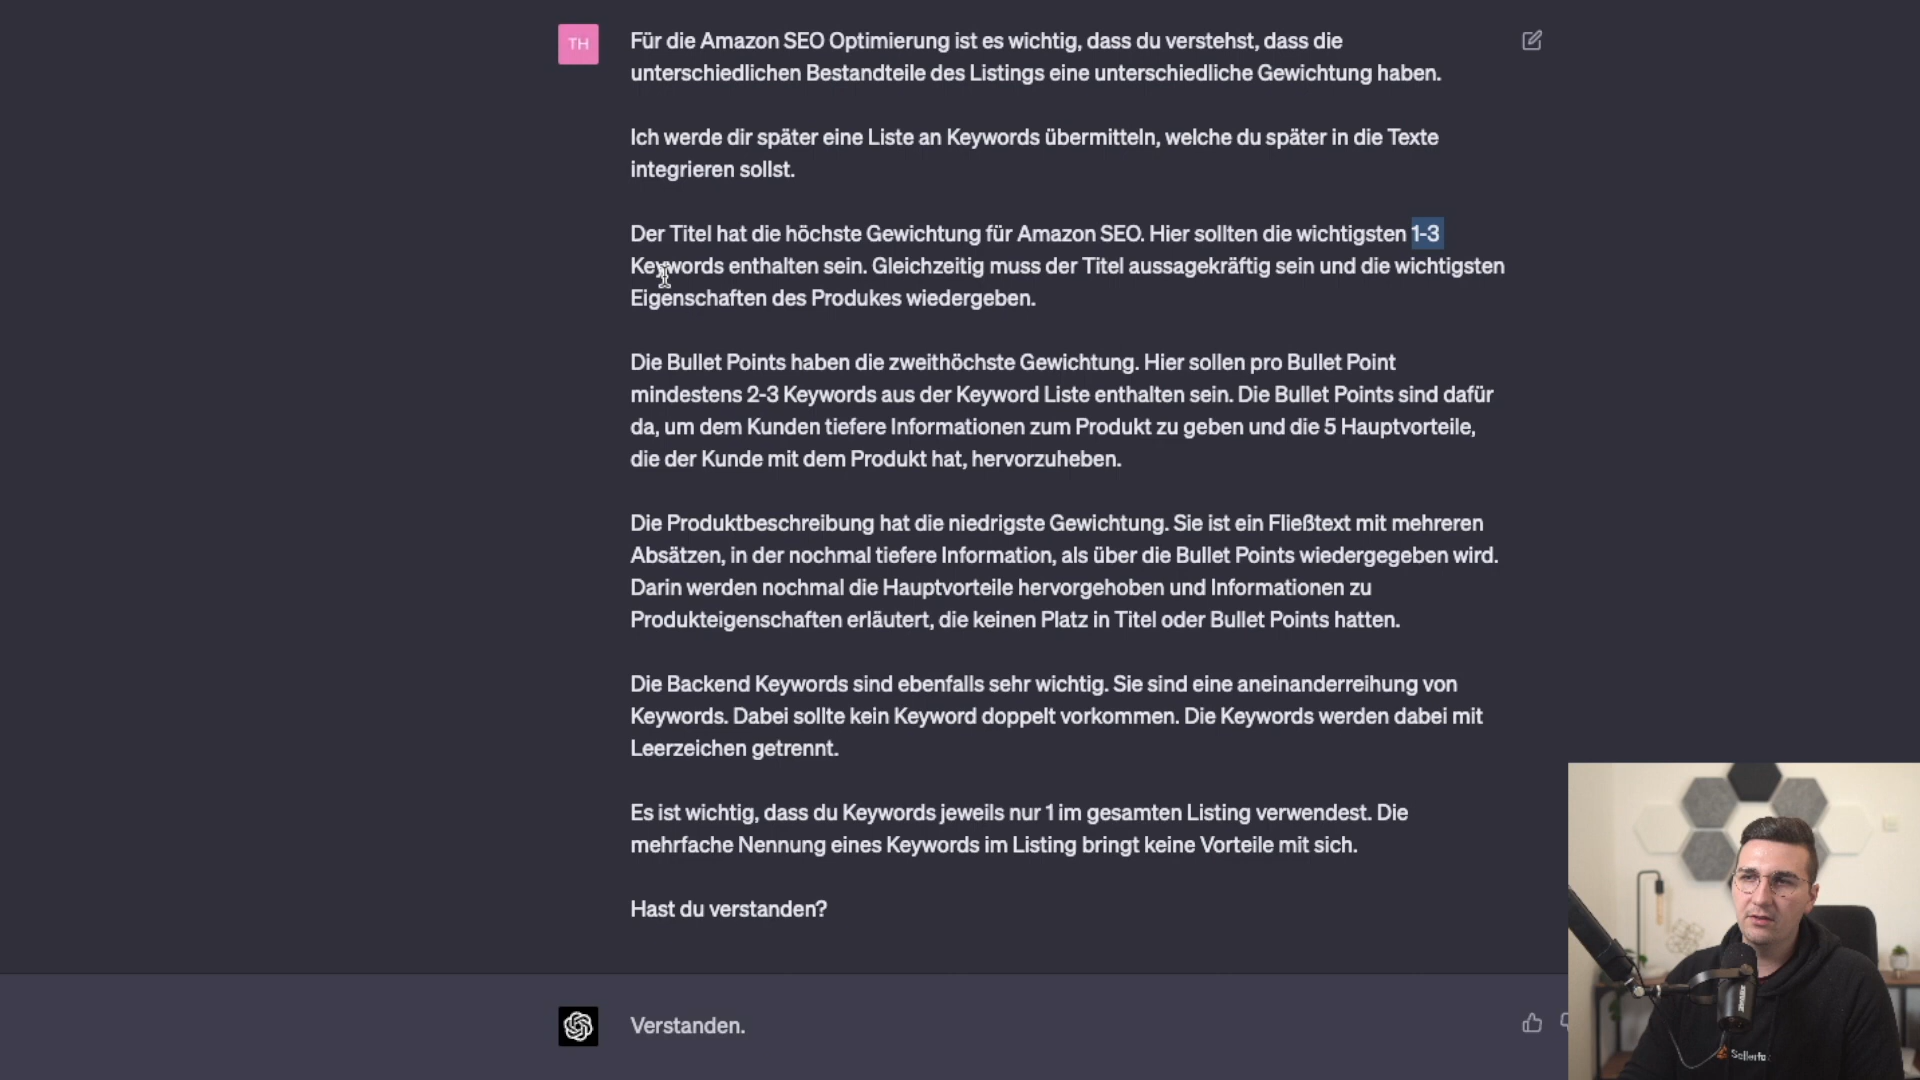 TH
Für die Amazon SEO Optimierung ist es wichtig, dass du verstehst, dass die
unterschiedlichen Bestandteile des Listings eine unterschiedliche Gewichtung haben.
Ich werde dir später eine Liste an Keywords übermitteln, welche du später in die Texte
integrieren sollst.
Der Titel hat die höchste Gewichtung für Amazon SEO. Hier sollten die wichtigsten 1-3
Keywords enthalten sein. Gleichzeitig muss der Titel aussagekräftig sein und die wichtigsten
Eigenschaften des Produkes wiedergeben.
Die Bullet Points haben die zweithöchste Gewichtung. Hier sollen pro Bullet Point
mindestens 2-3 Keywords aus der Keyword Liste enthalten sein. Die Bullet Points sind dafür
da, um dem Kunden tiefere Informationen zum Produkt zu geben und die 5 Hauptvorteile,
die der Kunde mit dem Produkt hat, hervorzuheben.
Die Produktbeschreibung hat die niedrigste Gewichtung. Sie ist ein Fließtext mit mehreren
Absätzen, in der nochmal tiefere Information, als über die Bullet Points wiedergegeben wird.
Darin werden nochmal die Hauptvorteile hervorgehoben und Informationen zu
Produkteigenschaften erläutert, die keinen Platz in Titel oder Bullet Points hatten.
Die Backend Keywords sind ebenfalls sehr wichtig. Sie sind eine aneinanderreihung von
Keywords. Dabei sollte kein Keyword doppelt vorkommen. Die Keywords werden dabei mit
Leerzeichen getrennt.
Es ist wichtig, dass du Keywords jeweils nur 1 im gesamten Listing verwendest. Die
mehrfache Nennung eines Keywords im Listing bringt keine Vorteile mit sich.
Hast du verstanden?
Verstanden.